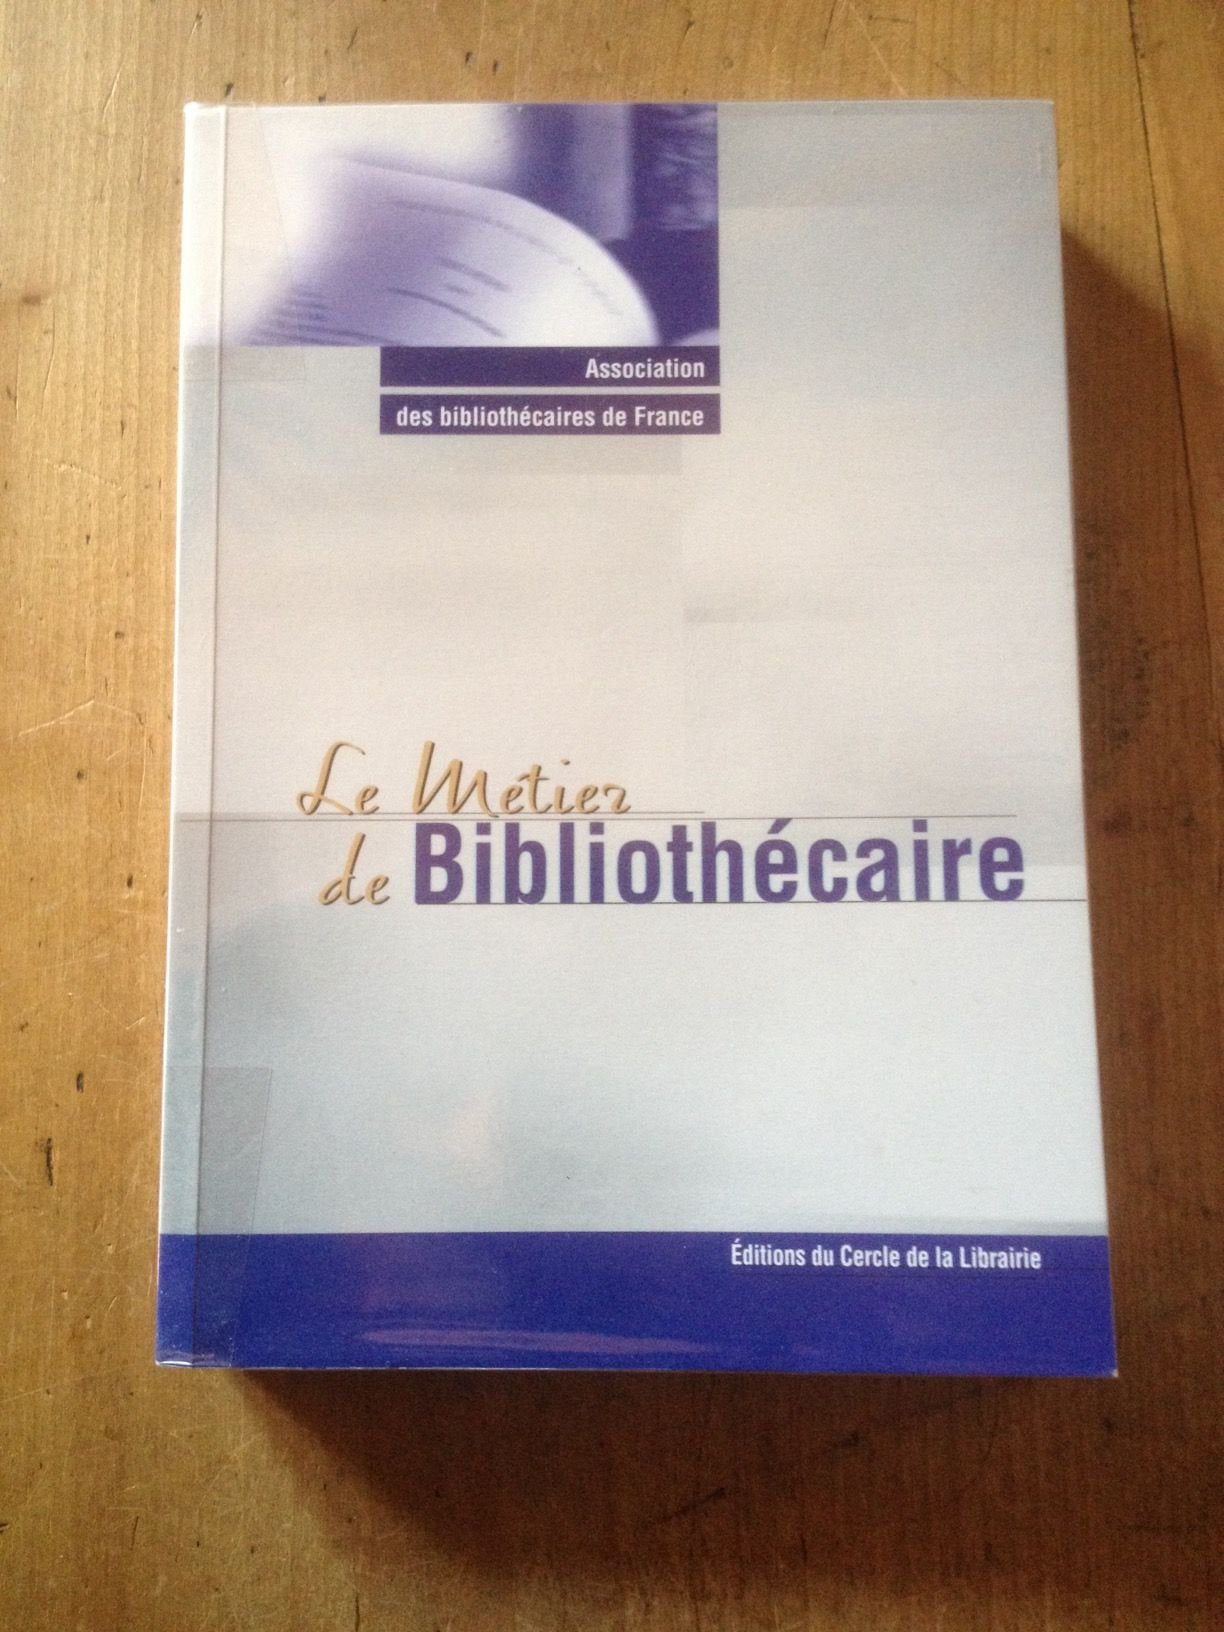 Association
des bibliothécaires de France
Le Métier
de Bibliothécaire
Éditions du Cercle de la Librairie